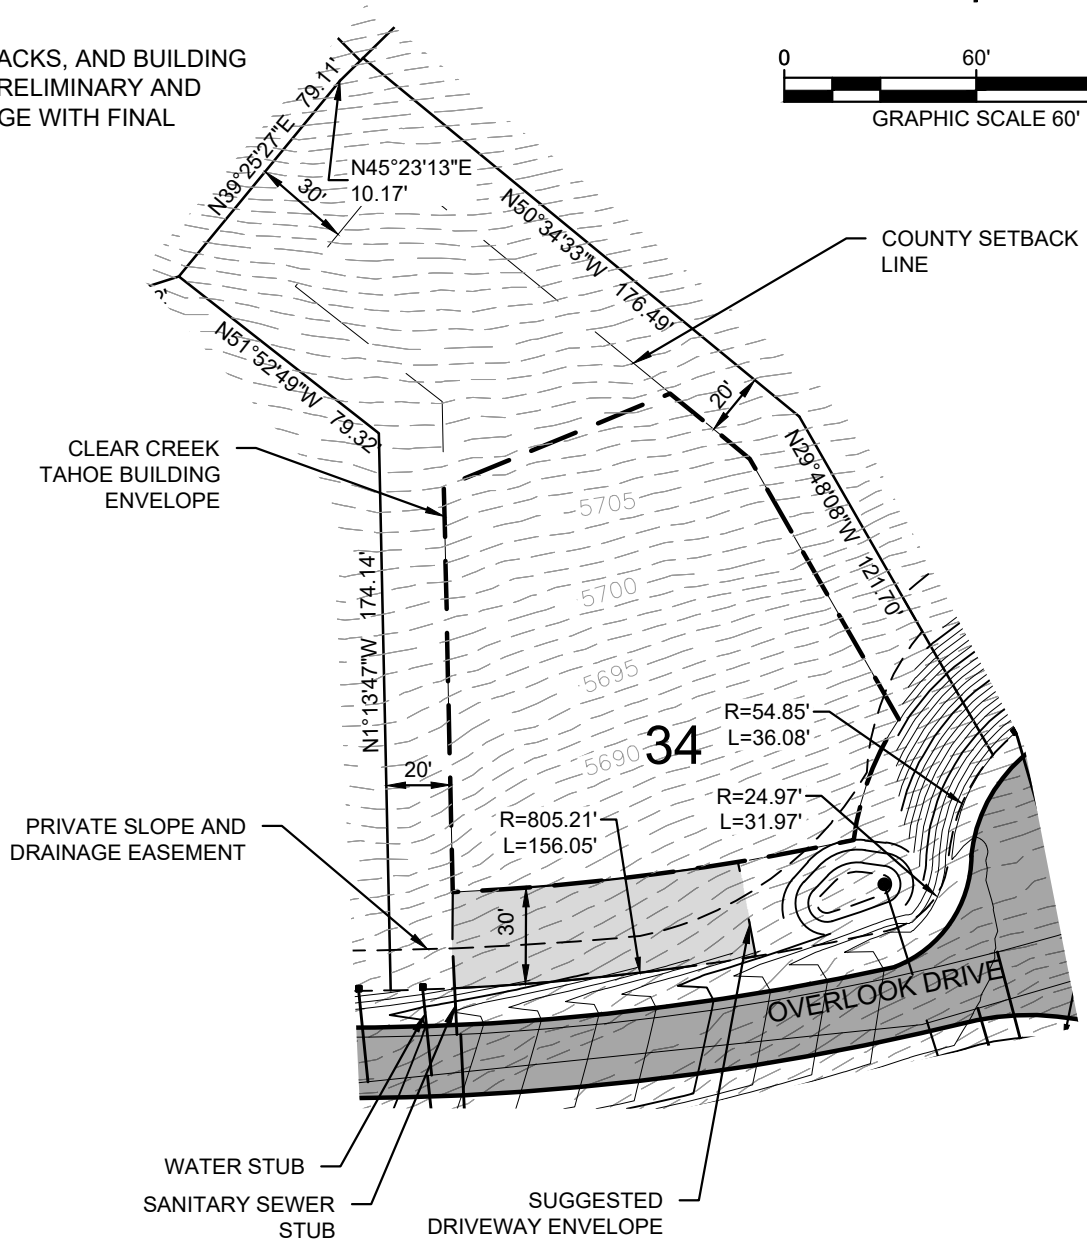 ACKS, AND BUILDING
RELIMINARY AND
GE WITH FINAL
0 60'
GRAPHIC SCALE 60'
N39°25'27"E 79.11'
N45°23'13"E
10.17'
30'
N50°34'33"W 176.49'
COUNTY SETBACK
LINE
2'
N51°52'49"W 79.32'
20'
N29°48'08"W 121.70'
CLEAR CREEK
TAHOE BUILDING
ENVELOPE
5705
5700
5695
5690
34
N1°13'47"W 174.14'
20'
R=54.85'
L=36.08'
R=24.97'
L=31.97'
R=805.21'
L=156.05'
PRIVATE SLOPE AND
DRAINAGE EASEMENT
30'
OVERLOOK DRIVE
WATER STUB
SANITARY SEWER
STUB
SUGGESTED
DRIVEWAY ENVELOPE